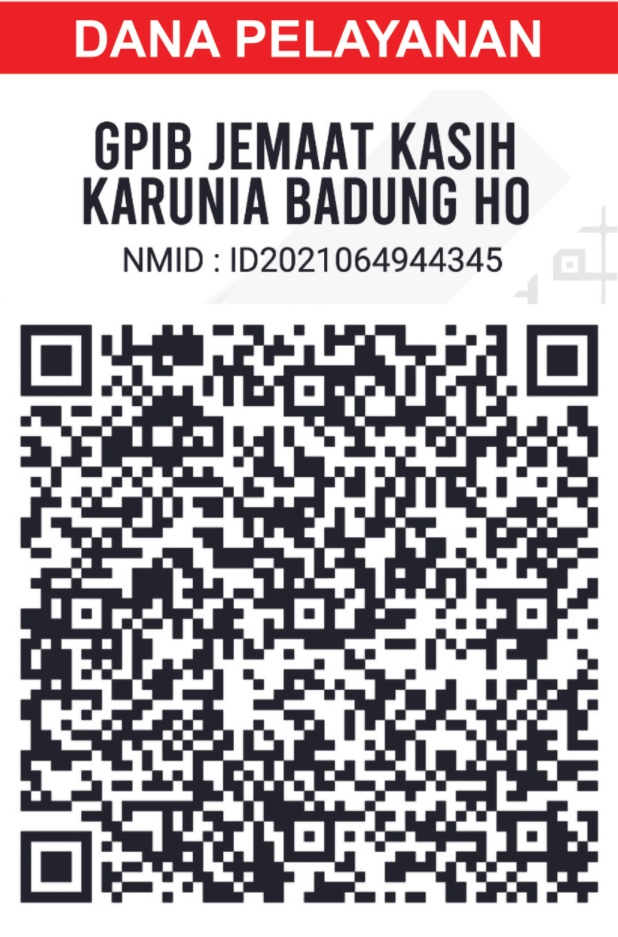 DANA PELAYANAN
GPIB JEMAAT KASIH
KARUNIA BADUNG HO
NMID : ID2021064944345